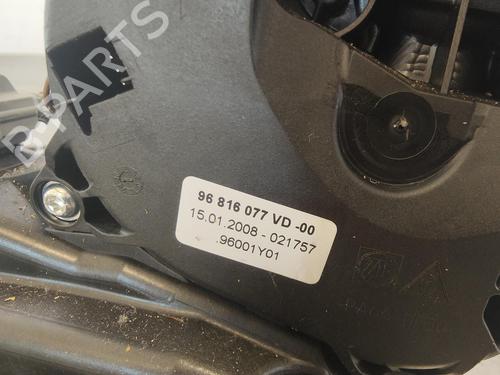 B-PARTS
96 816 077 VD -00
15.01.2008 - 021757
.96001Y01